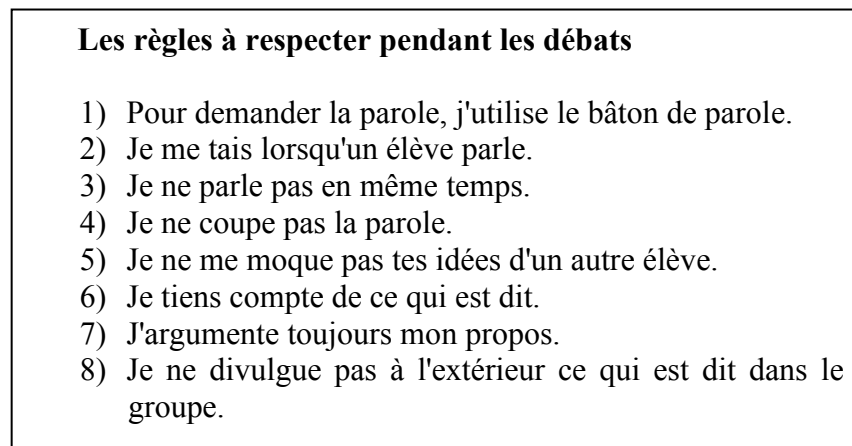 Les règles à respecter pendant les débats
1) Pour demander la parole, j'utilise le bâton de parole.
2) Je me tais lorsqu'un élève parle.
3) Je ne parle pas en même temps.
4) Je ne coupe pas la parole.
5) Je ne me moque pas tes idées d'un autre élève.
6) Je tiens compte de ce qui est dit.
7) J'argumente toujours mon propos.
8) Je ne divulgue pas à l'extérieur ce qui est dit dans le
groupe.